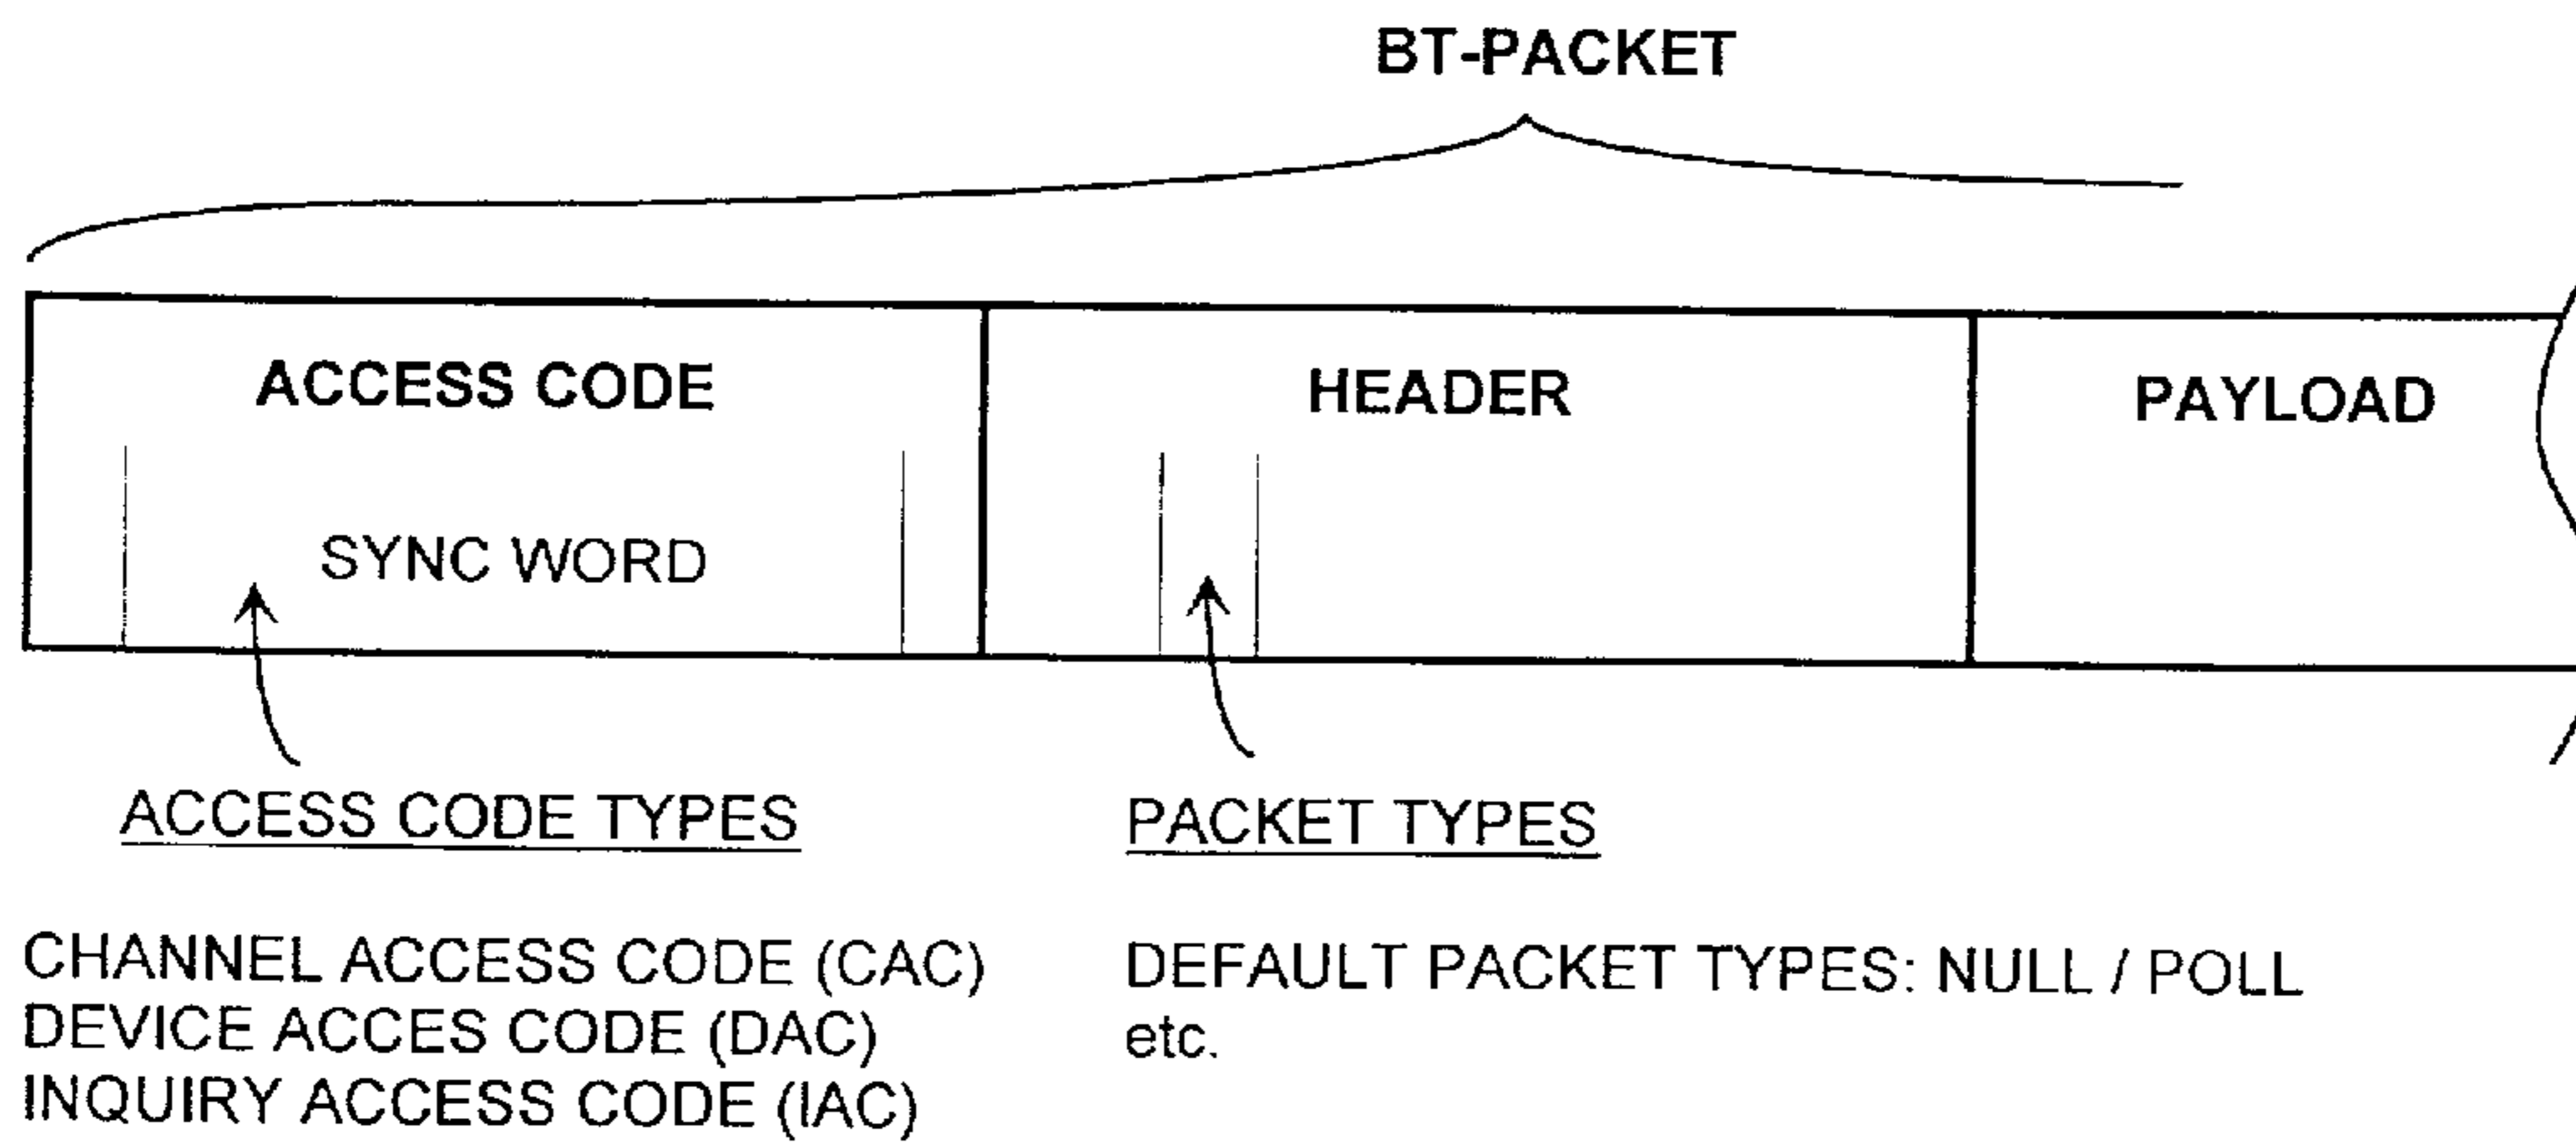 BT-PACKET
ACCESS CODE
HEADER
PAYLOAD
SYNC WORD
ACCESS CODE TYPES
PACKET TYPES
CHANNEL ACCESS CODE (CAC)
DEVICE ACCES CODE (DAC)
INQUIRY ACCESS CODE (IAC)
DEFAULT PACKET TYPES: NULL / POLL
etc.